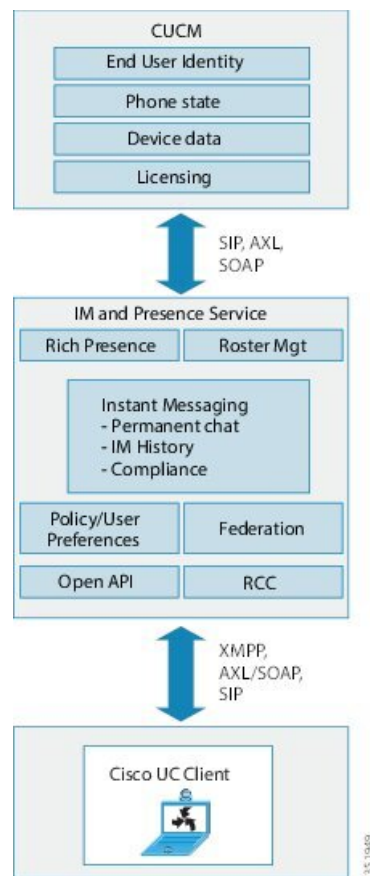 CUCM
End User Identity
Phone state
Device data
Licensing
SIP, AXL,
SOAP
IM and Presence Service
Rich Presence
Roster Mgt
Instant Messaging
- Permanent chat
- IM History
- Compliance
Policy/User
Preferences
Federation
Open API
RCC
XMPP,
AXL/SOAP,
SIP
Cisco UC Client
351949